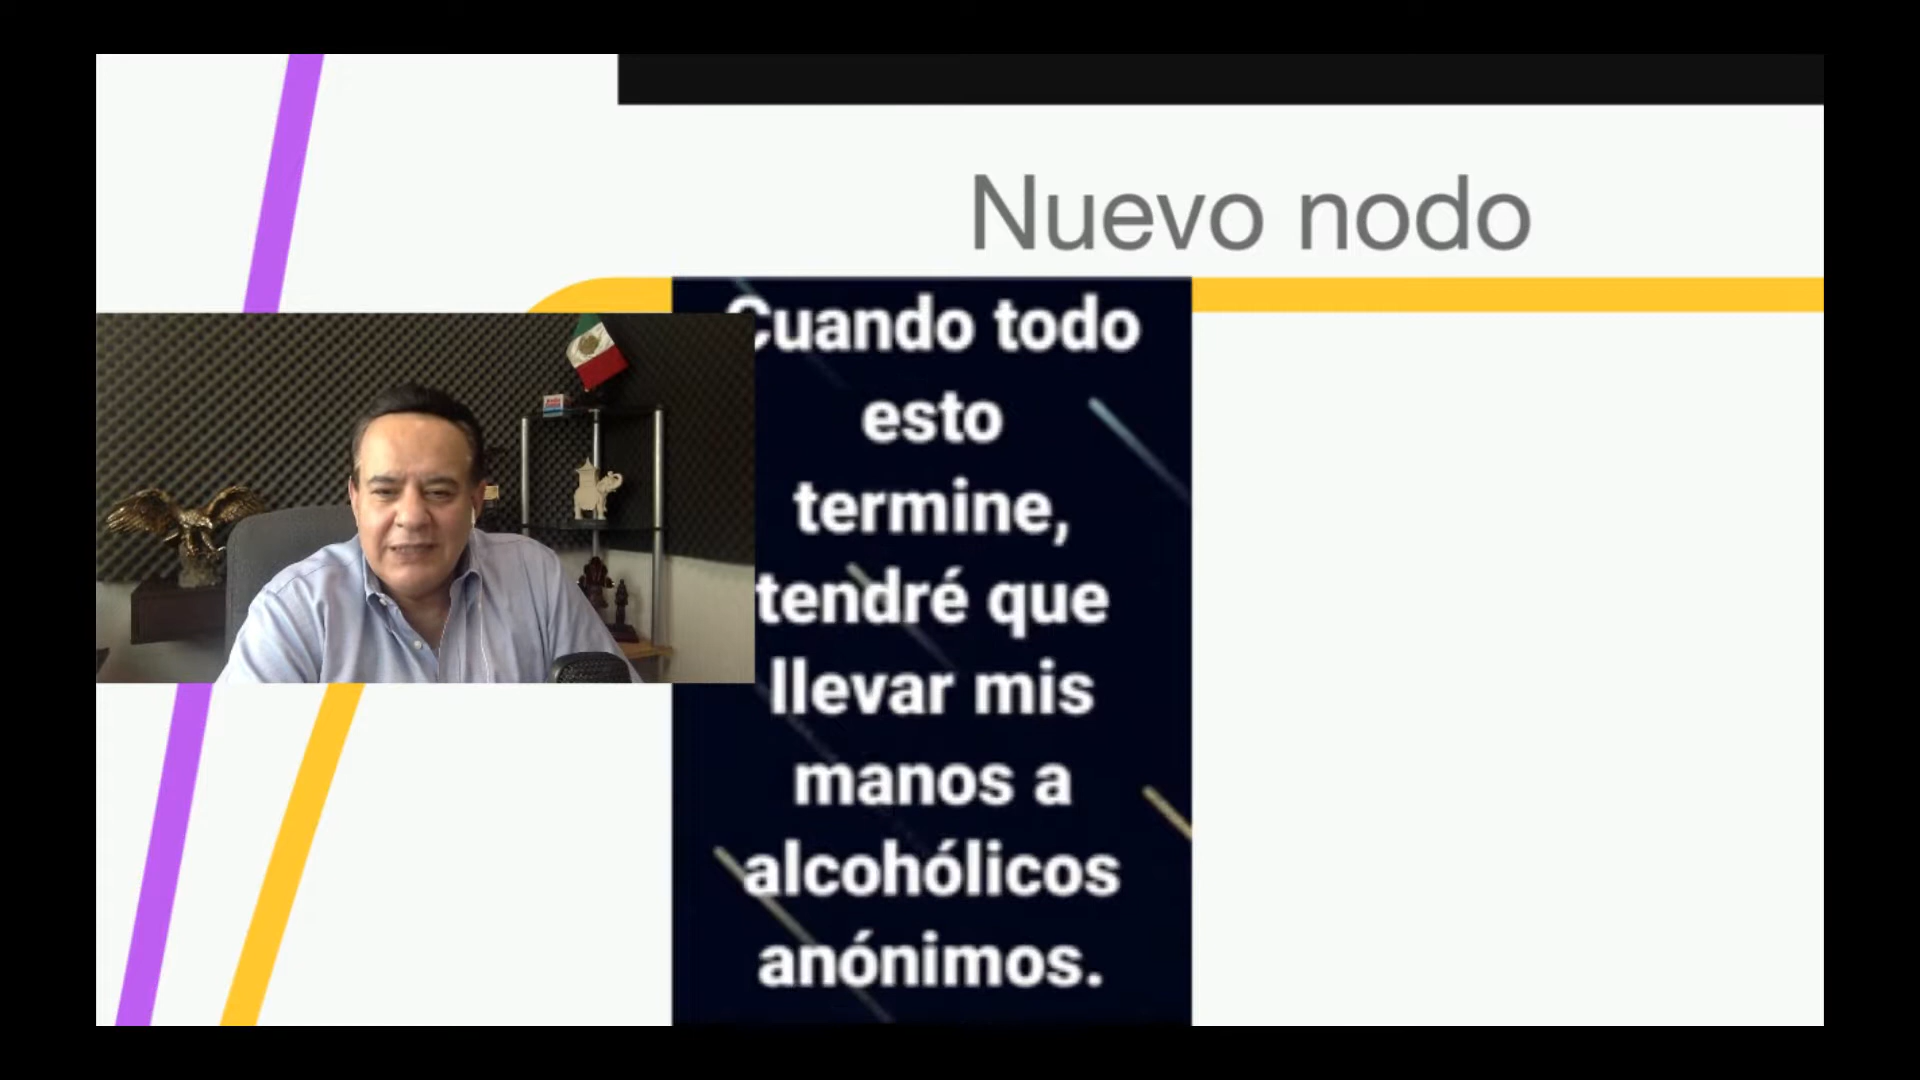 Nuevo nodo
Cuando todo
esto
termine,
tendré que
llevar mis
manos a
alcohólicos
anónimos.